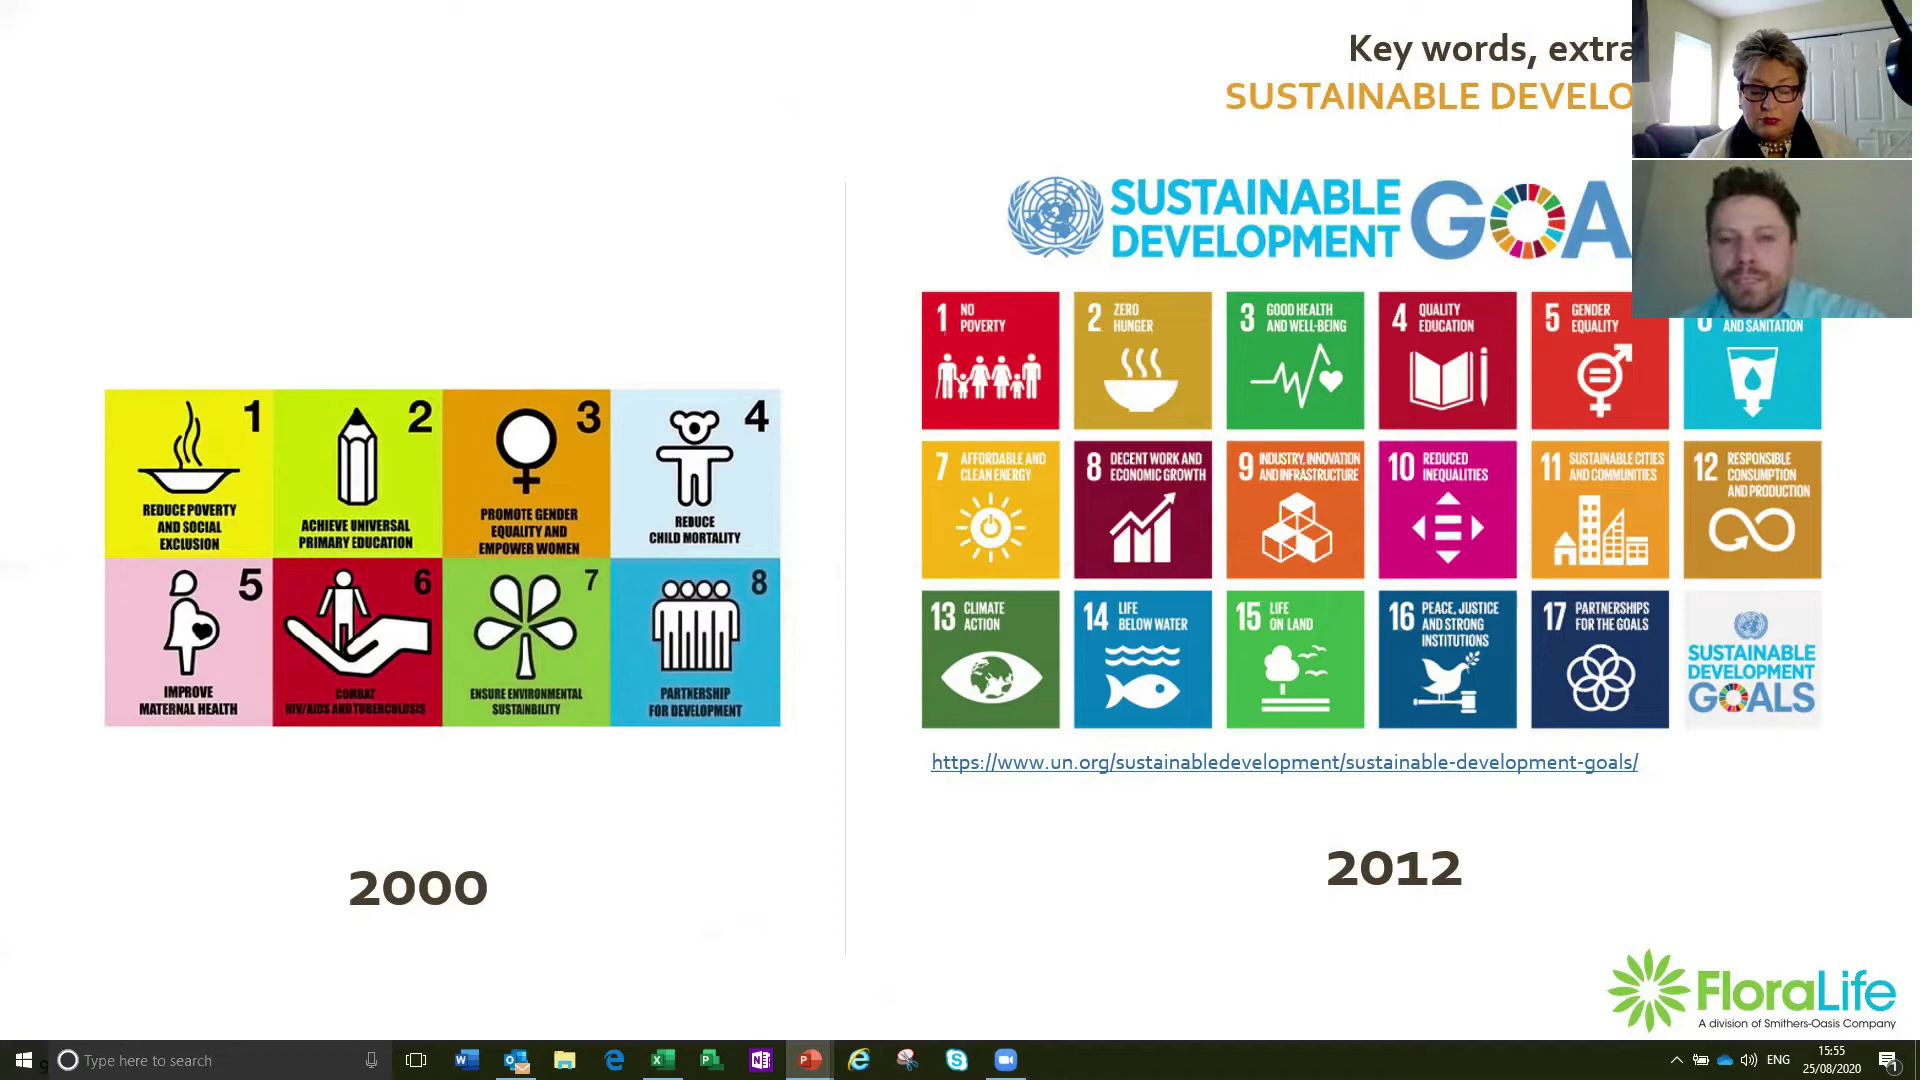 Key words, extra
SUSTAINABLE DEVELO
SUSTAINABLE
DEVELOPMENT
GOA
1 REDUCE POVERTY
AND SOCIAL
EXCLUSION
2 ACHIEVE UNIVERSAL
PRIMARY EDUCATION
3 PROMOTE GENDER
EQUALITY AND
EMPOWER WOMEN
4 REDUCE
CHILD MORTALITY
5 IMPROVE
MATERNAL HEALTH
6 COMBAT
HIV/AIDS AND TUBERCULOSIS
7 ENSURE ENVIRONMENTAL
SUSTAINBILITY
8 PARTNERSHIP
FOR DEVELOPMENT
2000
1 NO
POVERTY
2 ZERO
HUNGER
3 GOOD HEALTH
AND WELL-BEING
4 QUALITY
EDUCATION
5 GENDER
EQUALITY
AND SANITATION
7 AFFORDABLE AND
CLEAN ENERGY
8 DECENT WORK AND
ECONOMIC GROWTH
9 INDUSTRY, INNOVATION
AND INFRASTRUCTURE
10 REDUCED
INEQUALITIES
11 SUSTAINABLE CITIES
AND COMMUNITIES
12 RESPONSIBLE
CONSUMPTION
AND PRODUCTION
13 CLIMATE
ACTION
14 LIFE
BELOW WATER
15 LIFE
ON LAND
16 PEACE, JUSTICE
AND STRONG
INSTITUTIONS
17 PARTNERSHIPS
FOR THE GOALS
SUSTAINABLE
DEVELOPMENT
GOALS
https://www.un.org/sustainabledevelopment/sustainable-development-goals/
2012
FloraLife
A division of Smithers-Oasis Company
Type here to search
ENG
15:55
25/08/2020